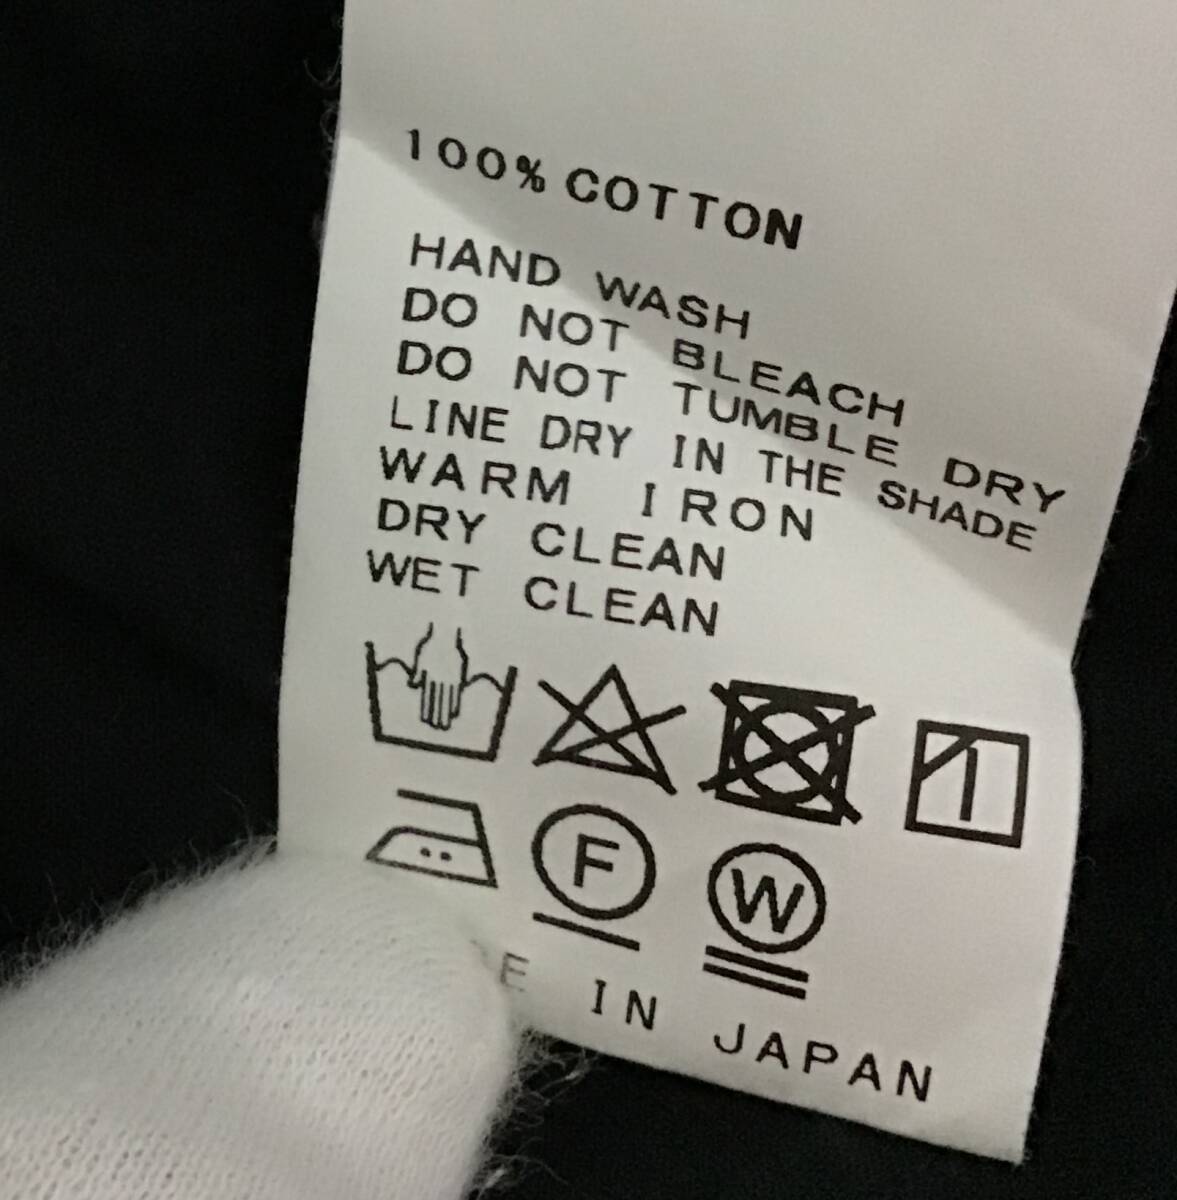 100% COTTON
HAND WASH
DO NOT BLEACH
DO NOT TUMBLE DRY
LINE DRY IN THE SHADE
WARM IRON
DRY CLEAN
WET CLEAN
F W
IN JAPAN